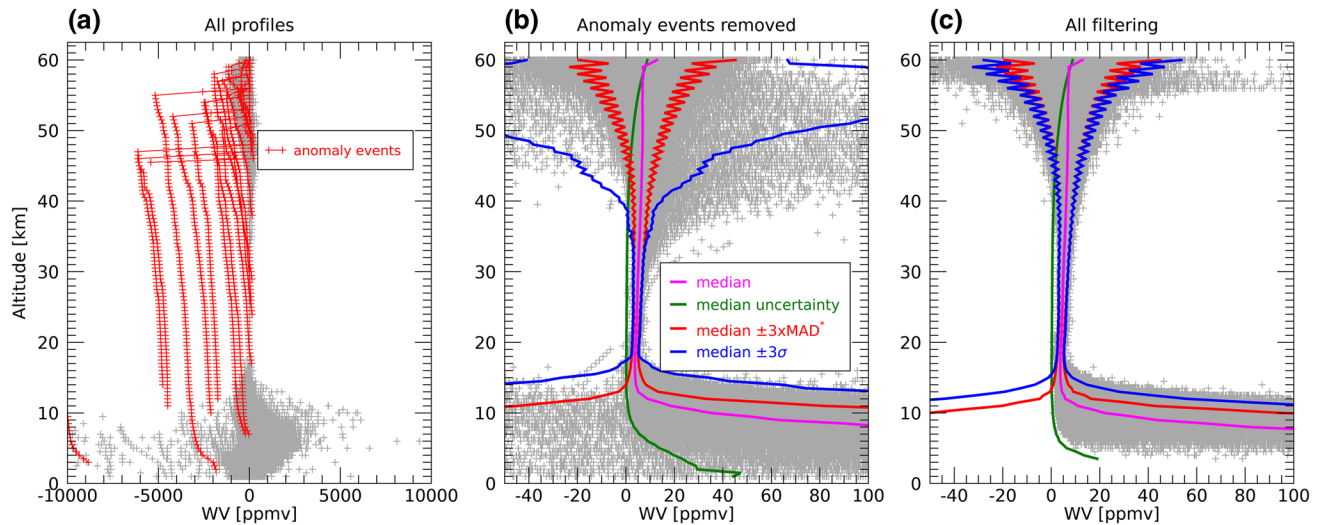 (a)
All profiles
(b)
Anomaly events removed
(c)
All filtering
Altitude [km]
60
50
40
30
20
10
0
anomaly events
-10000
-5000
0
5000
10000
WV [ppmv]
60
50
40
30
20
10
0
median
median uncertainty
median ±3xMAD*
median ±3σ
-40
-20
0
20
40
60
80
100
WV [ppmv]
60
50
40
30
20
10
0
-40
-20
0
20
40
60
80
100
WV [ppmv]